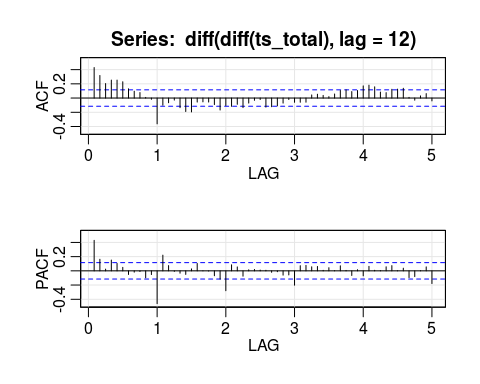 Series:  diff(diff(ts_total), lag = 12)
ACF
0.2
-0.4
0 1 2 3 4 5
LAG
PACF
0.2
-0.4
0 1 2 3 4 5
LAG